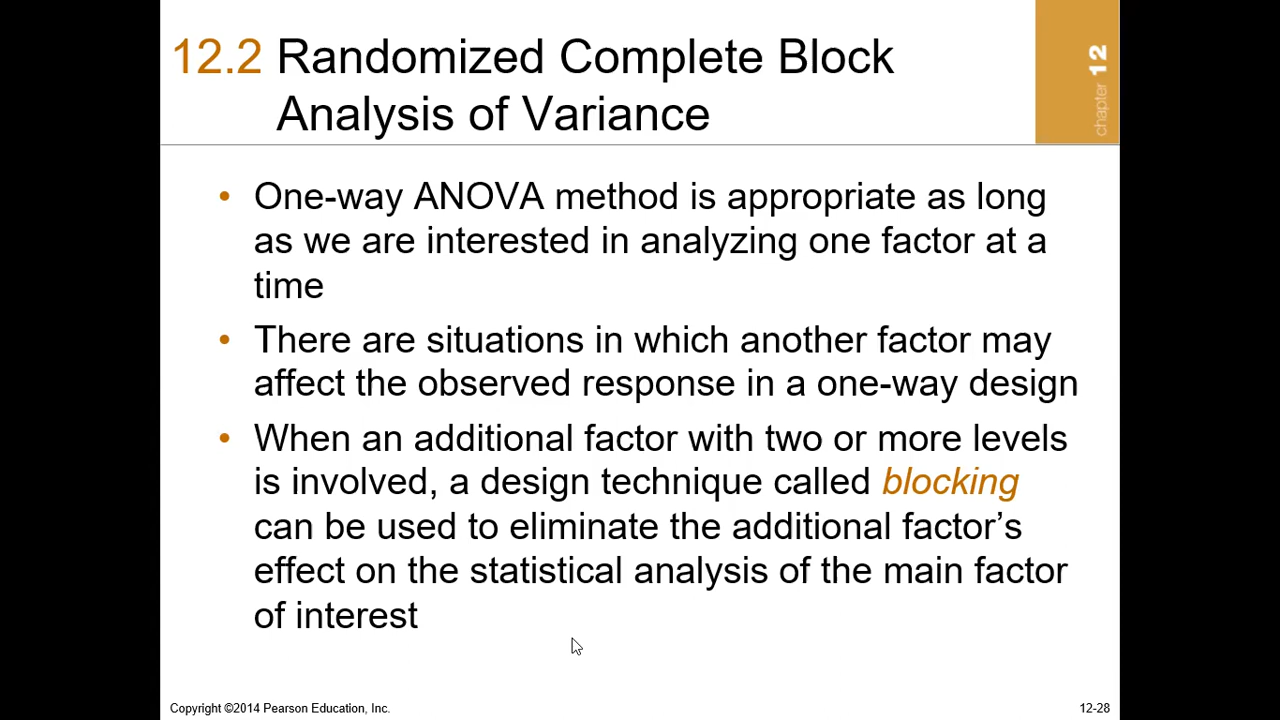 12.2 Randomized Complete Block
Analysis of Variance
chapter 12
• One-way ANOVA method is appropriate as long
as we are interested in analyzing one factor at a
time
• There are situations in which another factor may
affect the observed response in a one-way design
• When an additional factor with two or more levels
is involved, a design technique called blocking
can be used to eliminate the additional factor’s
effect on the statistical analysis of the main factor
of interest
Copyright ©2014 Pearson Education, Inc.
12-28